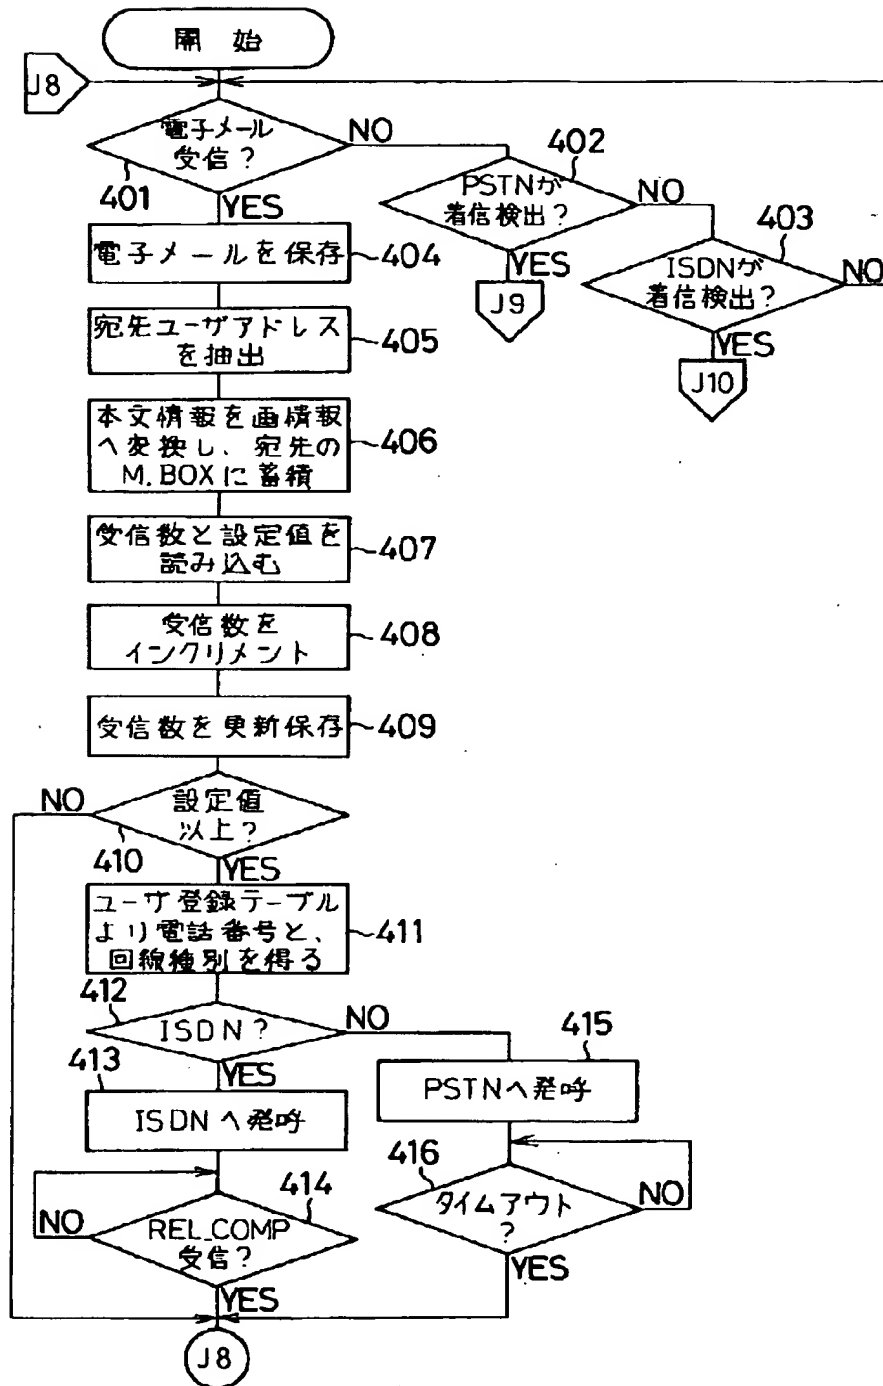 開始
J8
電子メール
受信?
NO
401
YES
402
PSTNが
着信検出?
NO
YES
J9
403
ISDNが
着信検出?
NO
YES
J10
電子メールを保存
404
宛先ユーザアドレス
を抽出
405
本文情報を画情報
へ変換し、宛先の
M.BOXに蓄積
406
受信数と設定値を
読み込む
407
受信数を
インクリメント
408
受信数を更新保存
409
設定値
以上?
NO
410
YES
ユーザ登録テーブル
より電話番号と、
回線種別を得る
411
412
ISDN?
NO
YES
413
ISDNへ発呼
415
PSTNへ発呼
414
REL_COMP
受信?
NO
YES
416
タイムアウト
?
NO
YES
J8